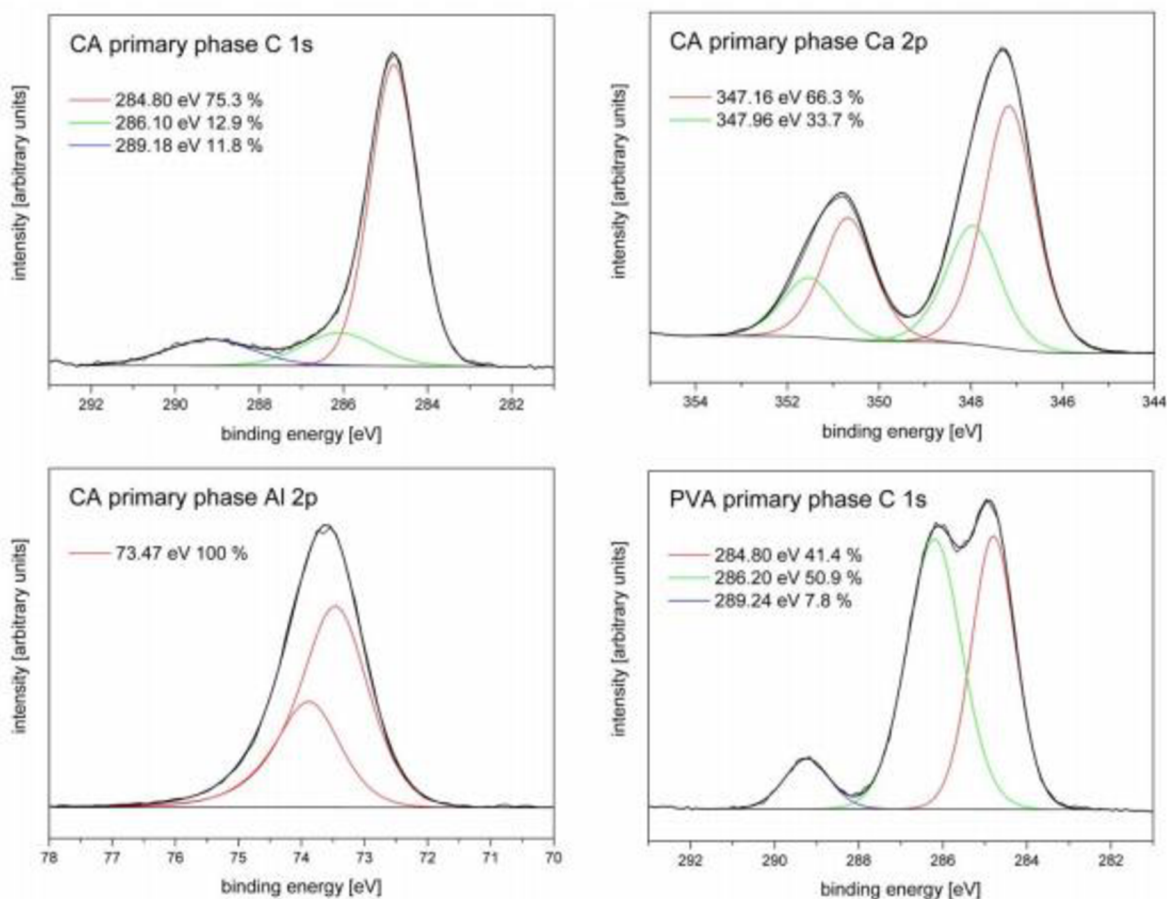 CA primary phase C 1s
284.80 eV 75.3 %
286.10 eV 12.9 %
289.18 eV 11.8 %
intensity [arbitrary units]
292 290 288 286 284 282
binding energy [eV]
CA primary phase Ca 2p
347.16 eV 66.3 %
347.96 eV 33.7 %
intensity [arbitrary units]
354 352 350 348 346 344
binding energy [eV]
CA primary phase Al 2p
73.47 eV 100 %
intensity [arbitrary units]
78 77 76 75 74 73 72 71 70
binding energy [eV]
PVA primary phase C 1s
284.80 eV 41.4 %
286.20 eV 50.9 %
289.24 eV 7.8 %
intensity [arbitrary units]
292 290 288 286 284 282
binding energy [eV]